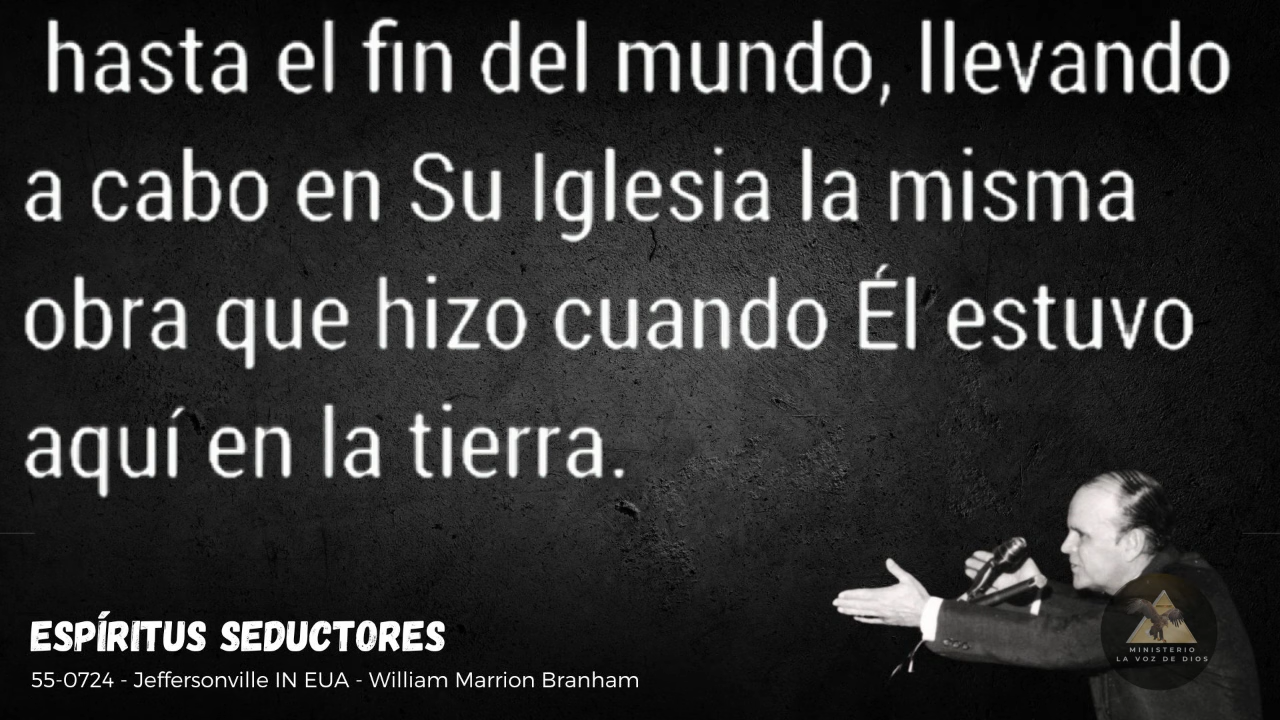 hasta el fin del mundo, llevando
a cabo en Su Iglesia la misma
obra que hizo cuando Él estuvo
aquí en la tierra.
ESPÍRITUS SEDUCTORES
55-0724 - Jeffersonville IN EUA - William Marrion Branham
MINISTERIO
LA VOZ DE DIOS